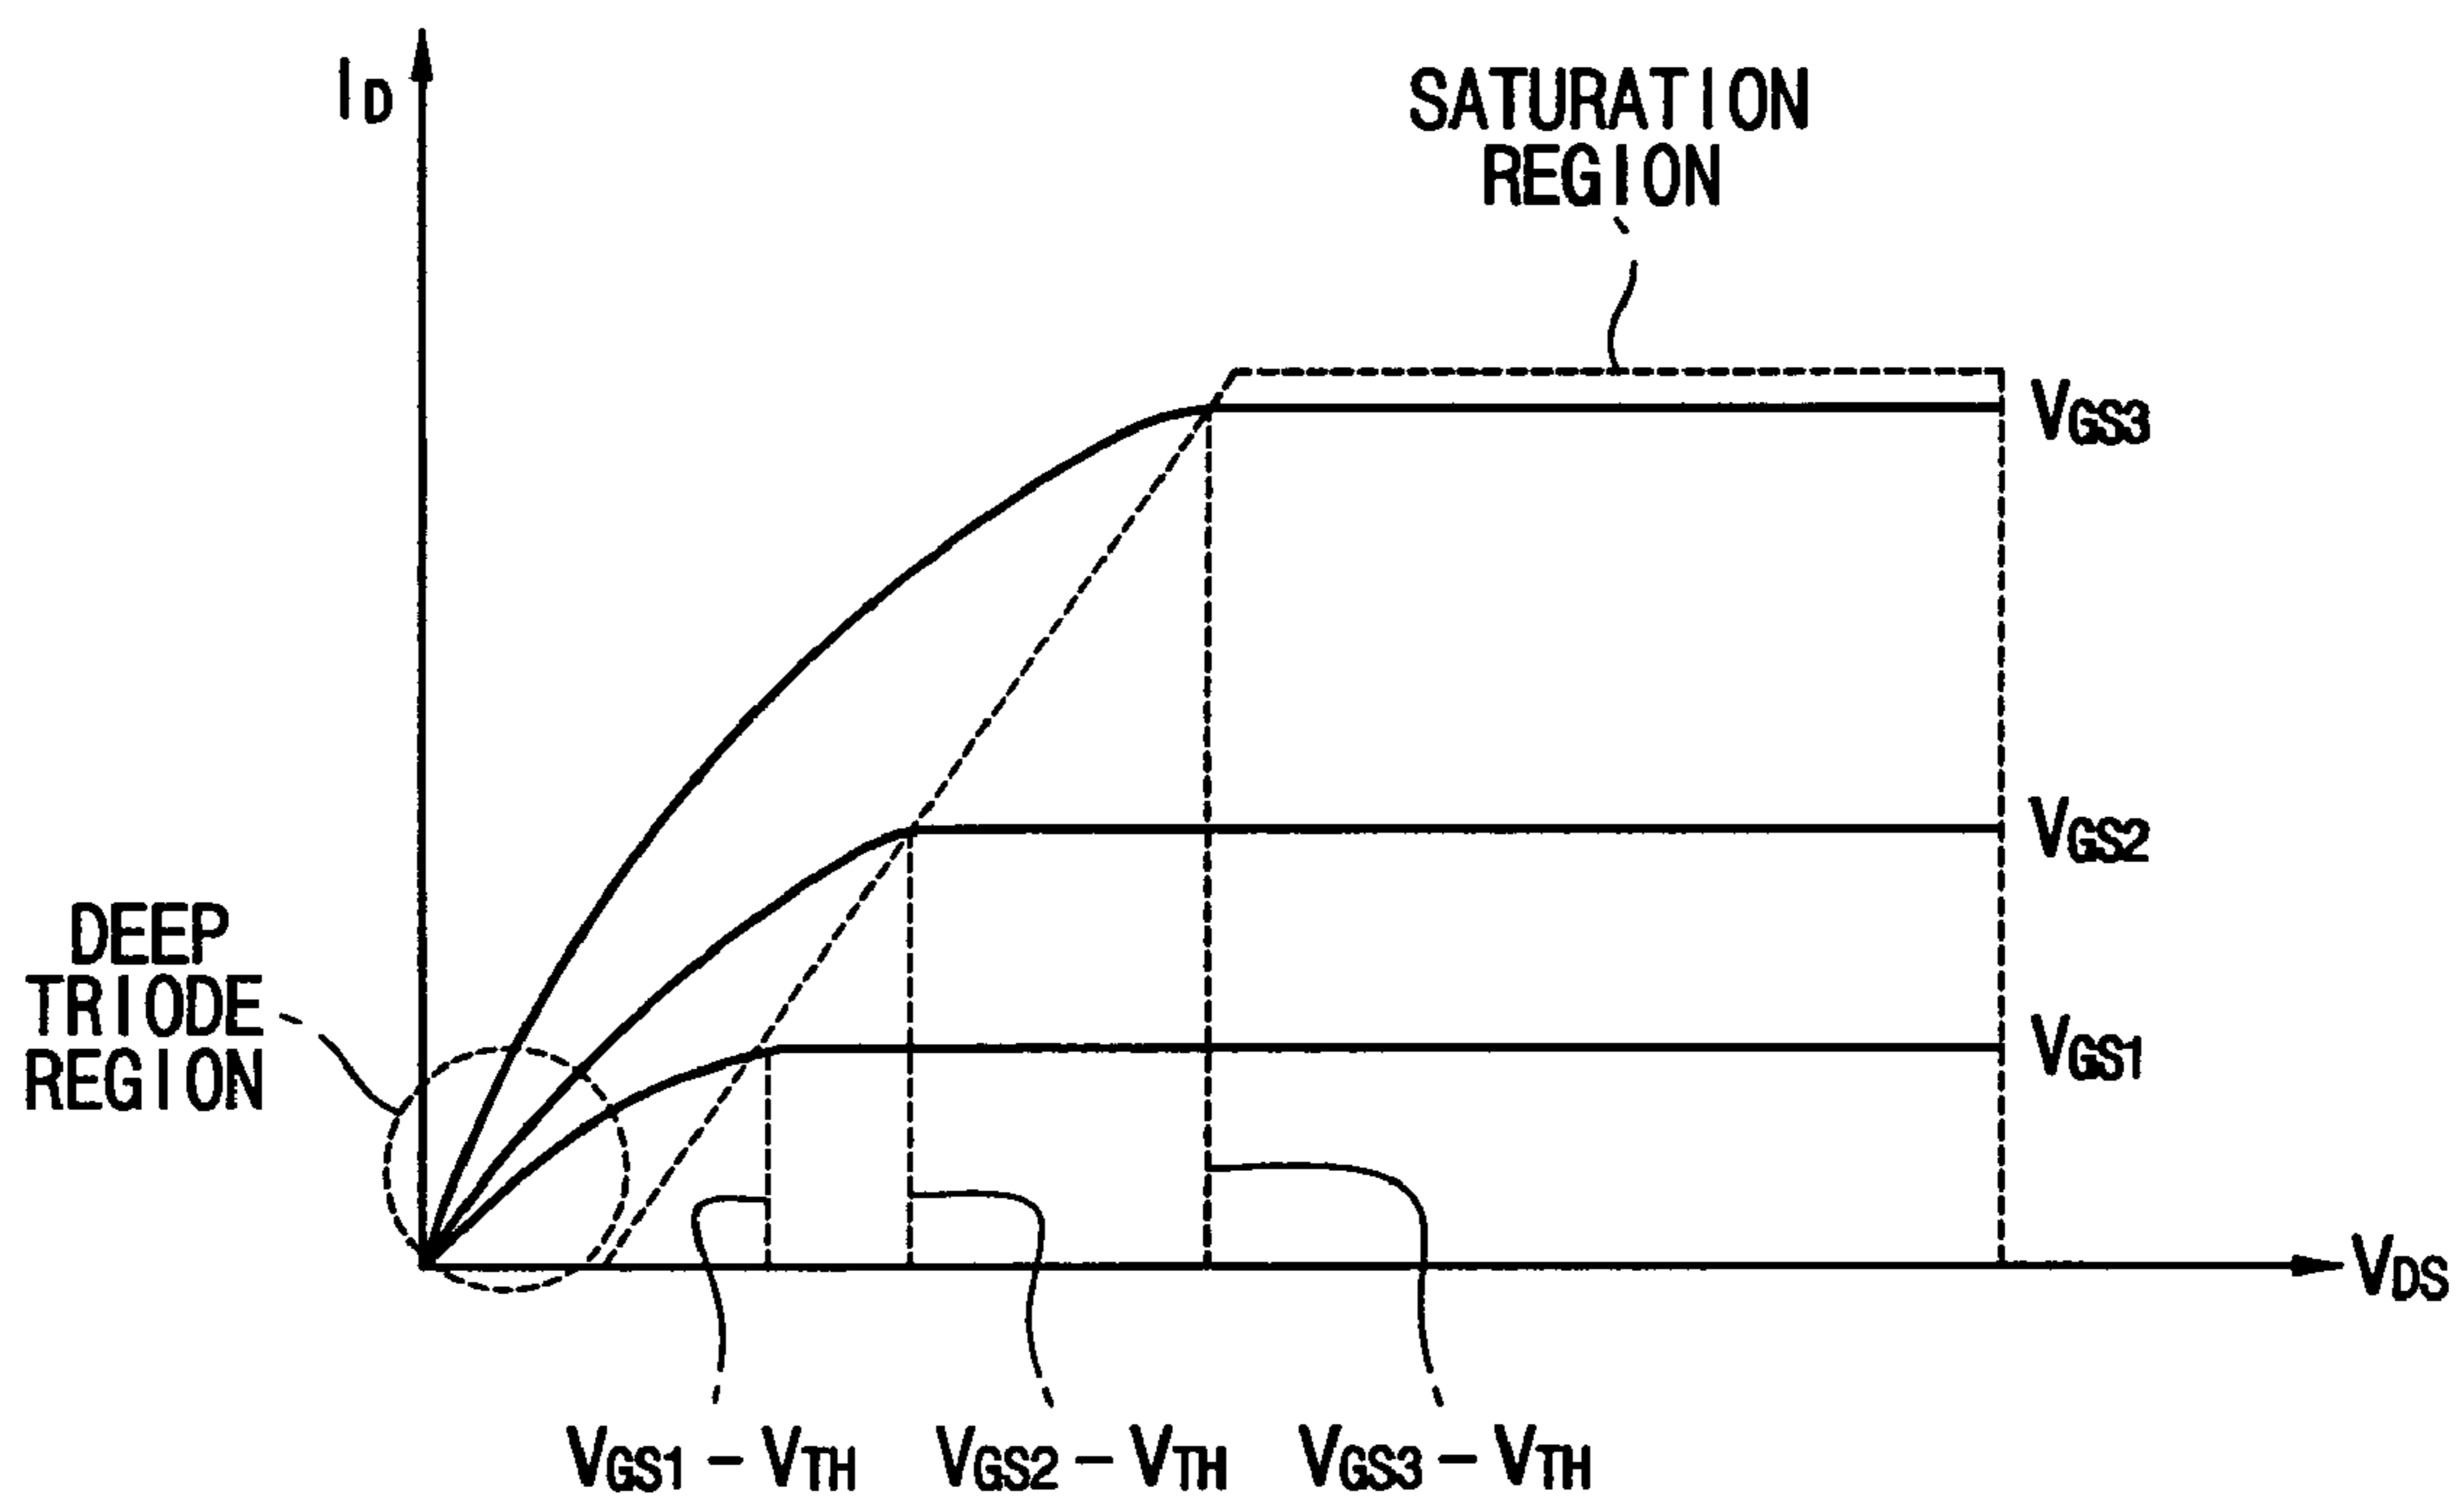 ID
SATURATION
REGION
VGS3
VGS2
DEEP
TRIODE
REGION
VGS1
VDS
VGS1 – VTH
VGS2 – VTH
VGS3 – VTH